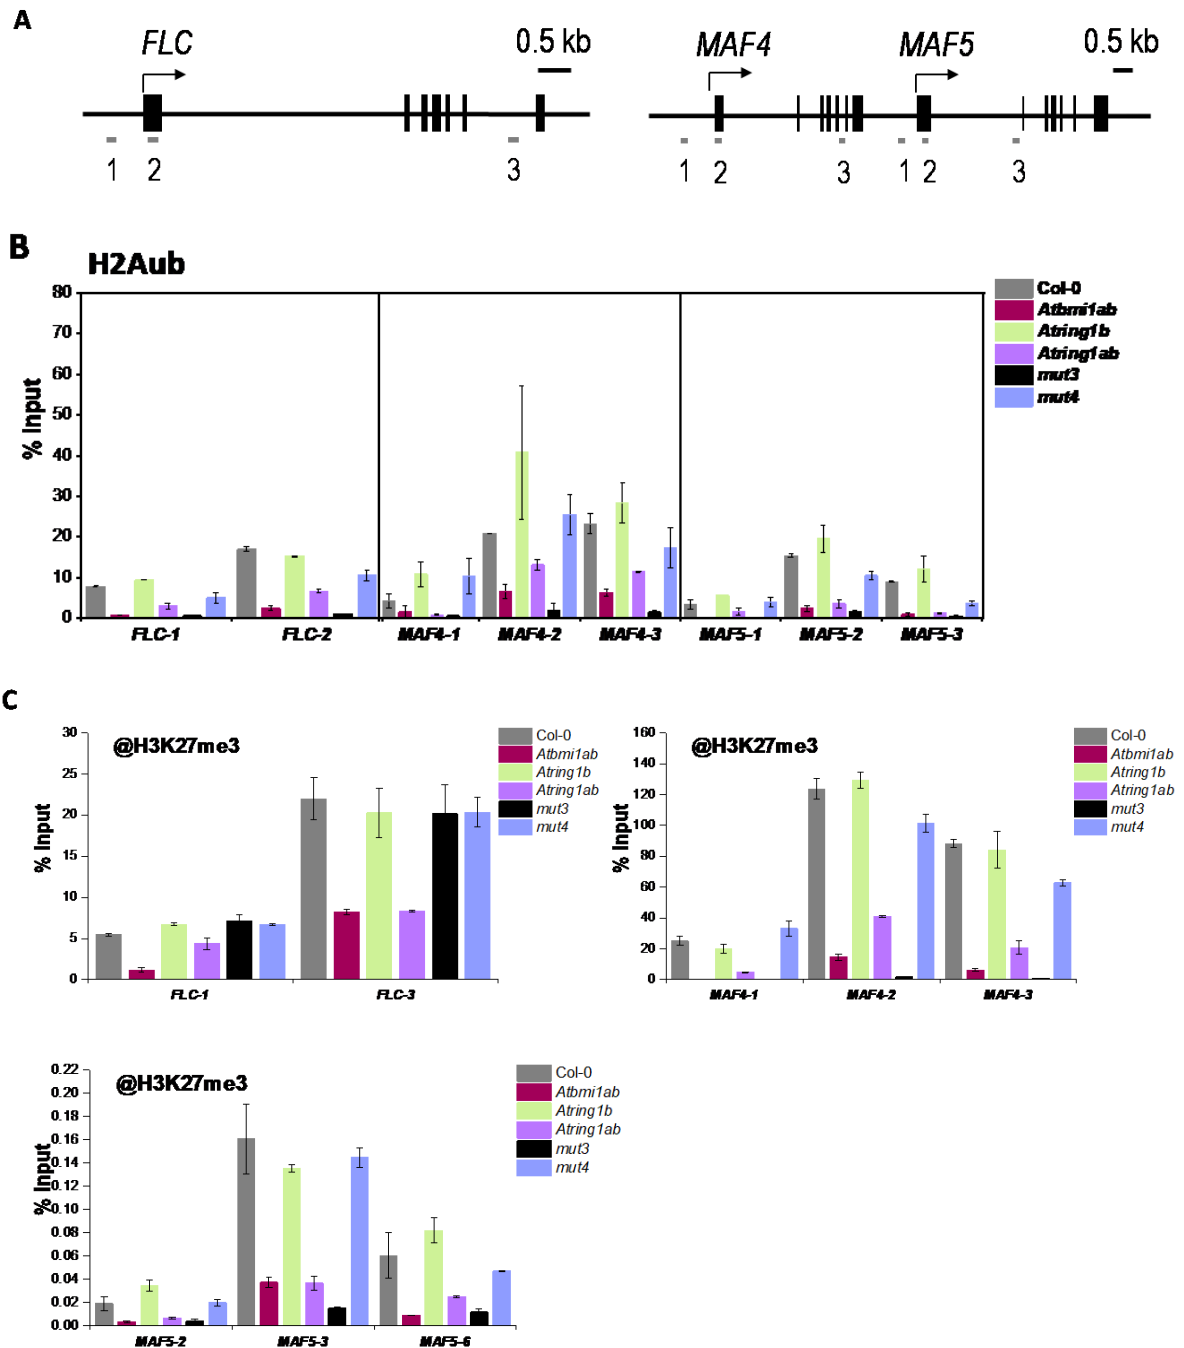 A
FLC 0.5 kb MAF4 MAF5 0.5 kb
1 2 3 1 2 3 1 2 3
B
H2Aub
% Input
80
70
60
50
40
30
20
10
0
FLC-1 FLC-2 MAF4-1 MAF4-2 MAF4-3 MAF5-1 MAF5-2 MAF5-3
Col-0
Atbmi1ab
Atring1b
Atring1ab
mut3
mut4
C
@H3K27me3
% Input
30
25
20
15
10
5
0
FLC-1 FLC-3
Col-0
Atbmi1ab
Atring1b
Atring1ab
mut3
mut4
@H3K27me3
% Input
160
140
120
100
80
60
40
20
0
MAF4-1 MAF4-2 MAF4-3
Col-0
Atbmi1ab
Atring1b
Atring1ab
mut3
mut4
@H3K27me3
% Input
0.22
0.20
0.18
0.16
0.14
0.12
0.10
0.08
0.06
0.04
0.02
0.00
MAF5-2 MAF5-3 MAF5-6
Col-0
Atbmi1ab
Atring1b
Atring1ab
mut3
mut4